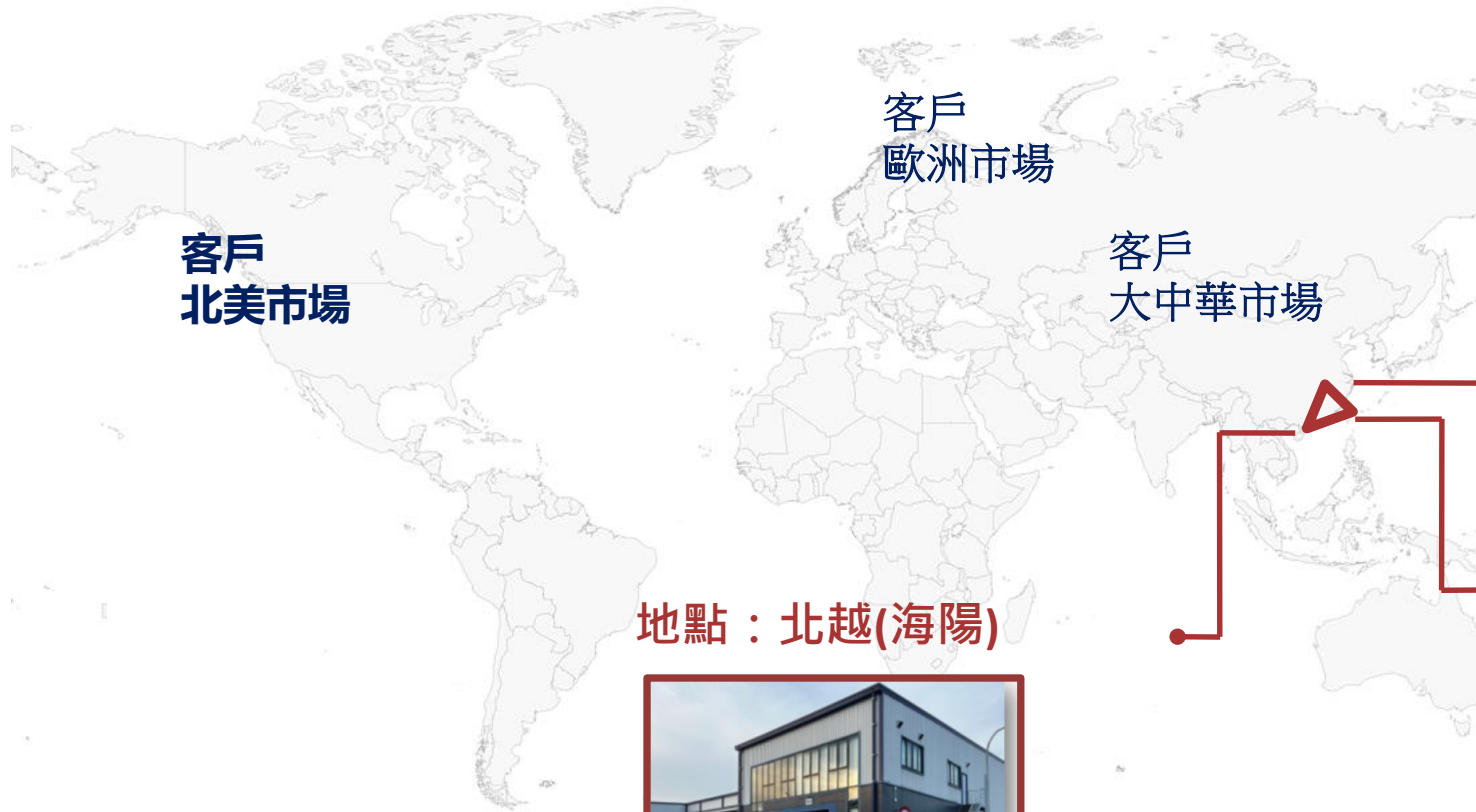 客戶
歐洲市場
客戶
北美市場
客戶
大中華市場
地點：北越(海陽)